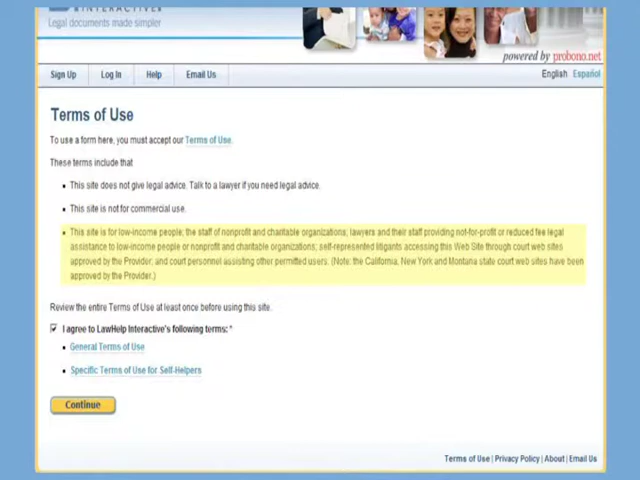 INTERACTIVE
Legal documents made simpler
powered by probono.net
Sign Up Log In Help Email Us
English Español
Terms of Use
To use a form here, you must accept our Terms of Use.
These terms include that
This site does not give legal advice. Talk to a lawyer if you need legal advice.
This site is not for commercial use.
This site is for low-income people; the staff of nonprofit and charitable organizations; lawyers and their staff providing not-for-profit or reduced fee legal
assistance to low-income people or nonprofit and charitable organizations; self-represented litigants accessing this Web Site through court web sites
approved by the Provider; and court personnel assisting other permitted users. (Note: the California, New York and Montana state court web sites have been
approved by the Provider.)
Review the entire Terms of Use at least once before using this site.
I agree to LawHelp Interactive's following terms: *
General Terms of Use
Specific Terms of Use for Self-Helpers
Continue
Terms of Use | Privacy Policy | About | Email Us